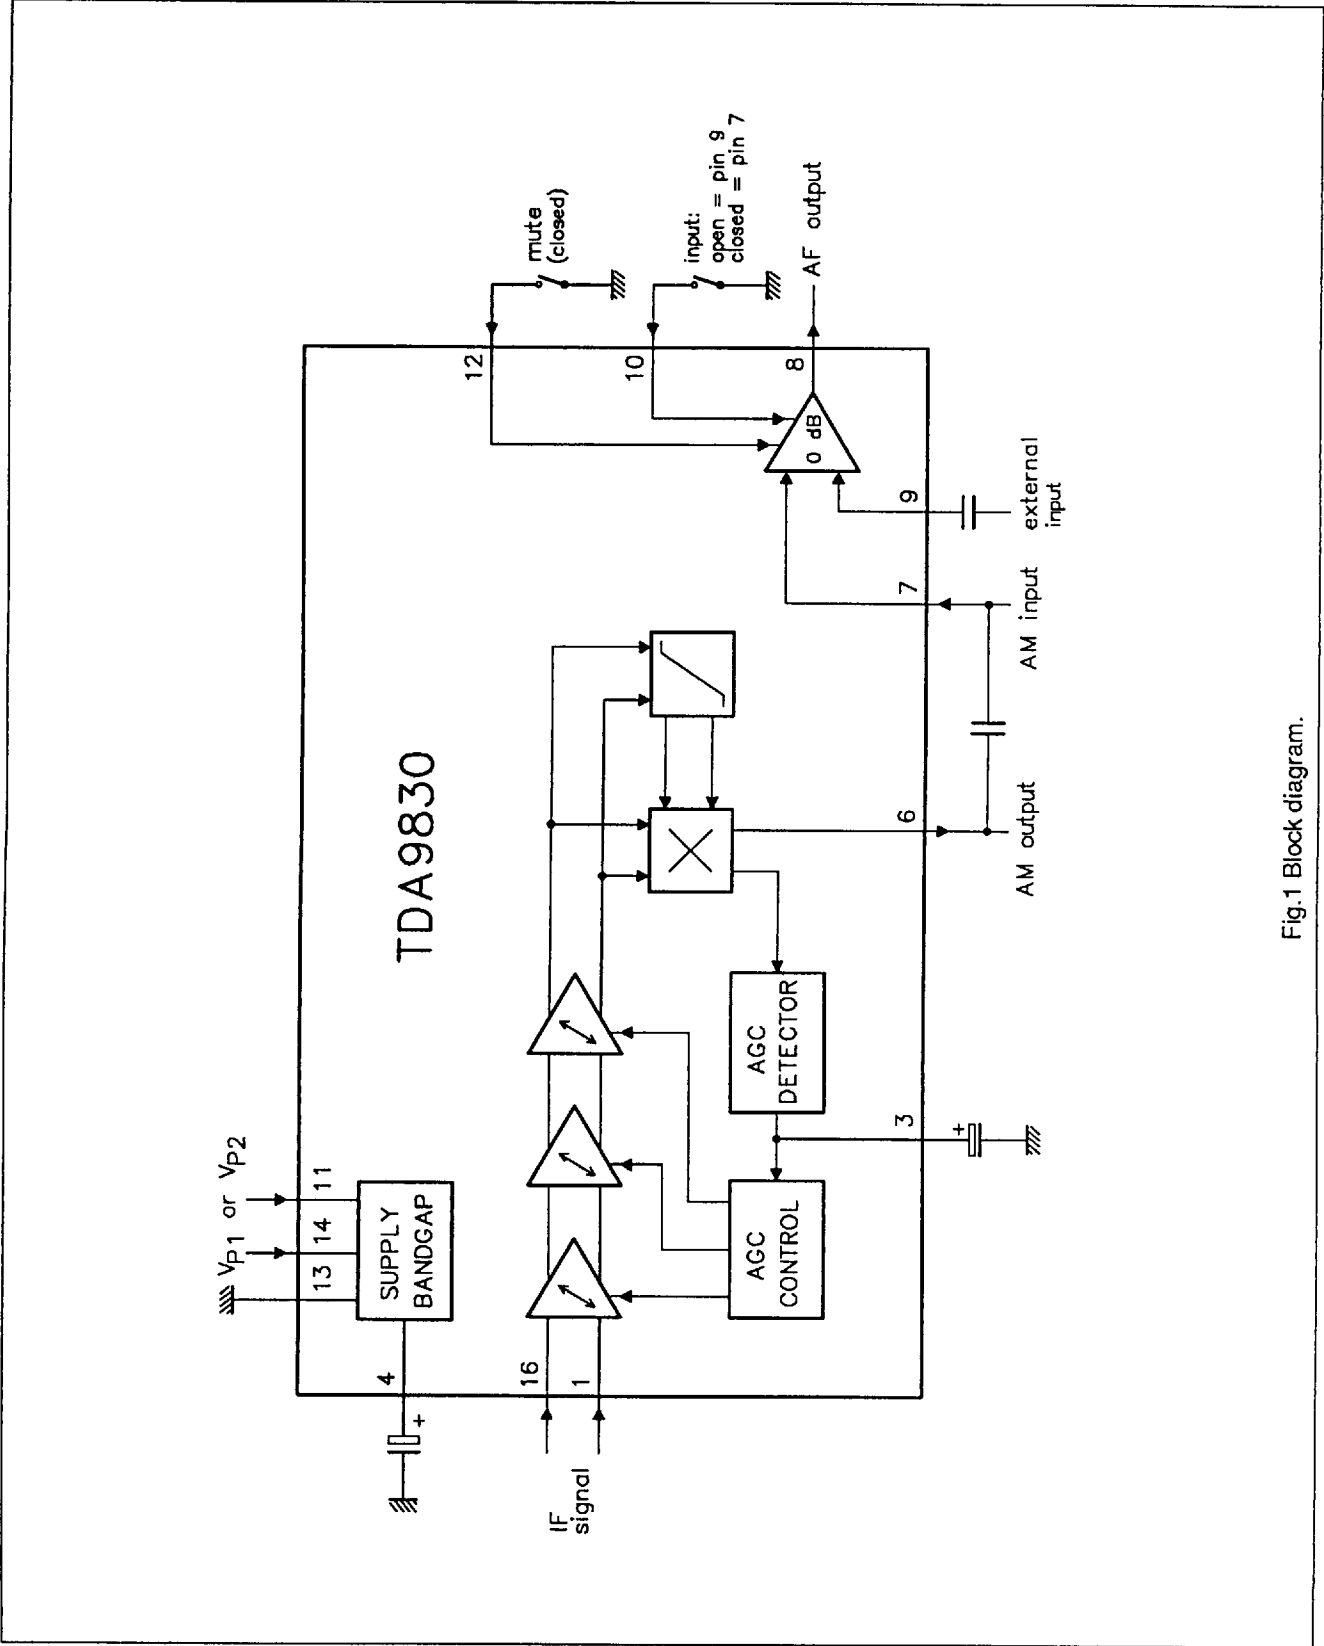 VP1 or VP2
13
14
11
4
SUPPLY
BANDGAP
TDA9830
12
mute
(closed)
10
input:
open = pin 9
closed = pin 7
IF
signal
16
1
AGC
CONTROL
AGC
DETECTOR
0 dB
8
AF output
3
+
+
6
7
9
AM output
AM input
external
input
Fig.1 Block diagram.